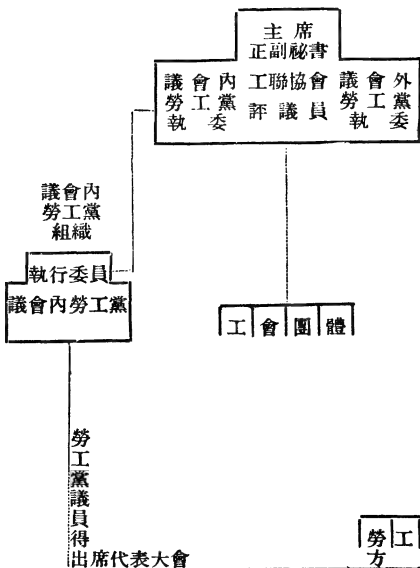 主席
正副祕書
議會內
勞工黨
執委
工聯協會
評議員
議會外
勞工黨
執委
議會內
勞工黨
組織
執行委員
議會內勞工黨
工會團體
勞工黨議員得
出席代表大會
工
勞方